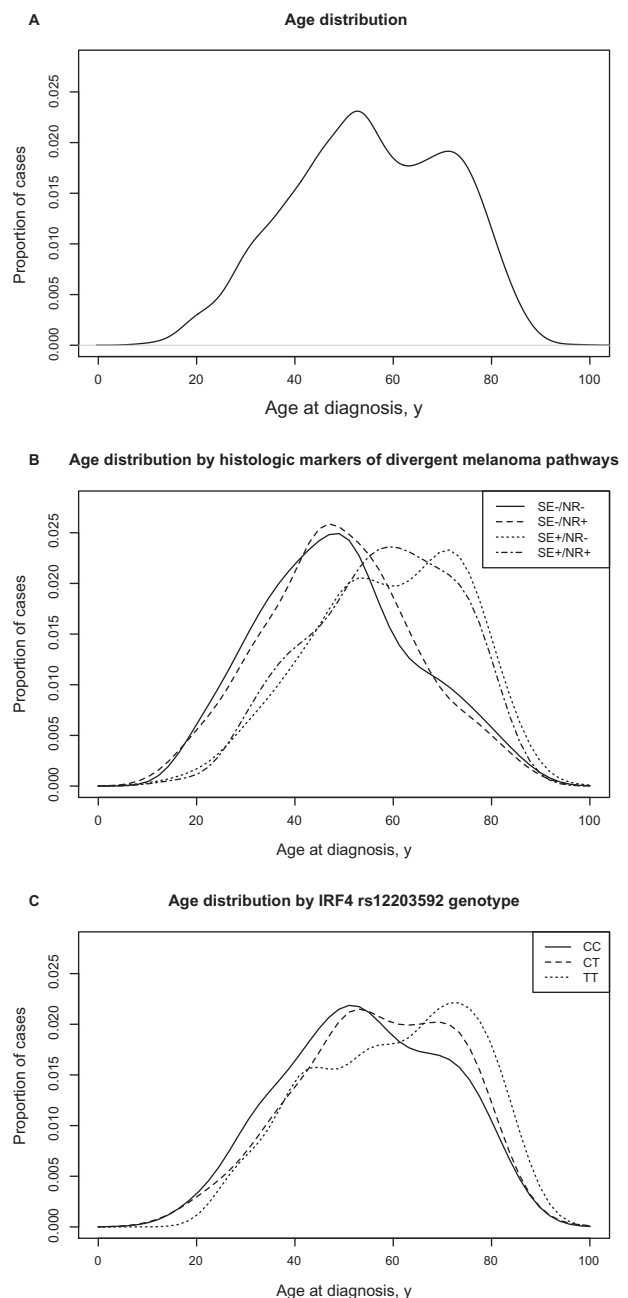 A Age distribution
Proportion of cases
0.025
0.020
0.015
0.010
0.005
0.000
0 20 40 60 80 100
Age at diagnosis, y
B Age distribution by histologic markers of divergent melanoma pathways
SE-/NR-
SE-/NR+
SE+/NR-
SE+/NR+
Proportion of cases
0.025
0.020
0.015
0.010
0.005
0.000
0 20 40 60 80 100
Age at diagnosis, y
C Age distribution by IRF4 rs12203592 genotype
CC
CT
TT
Proportion of cases
0.025
0.020
0.015
0.010
0.005
0.000
0 20 40 60 80 100
Age at diagnosis, y